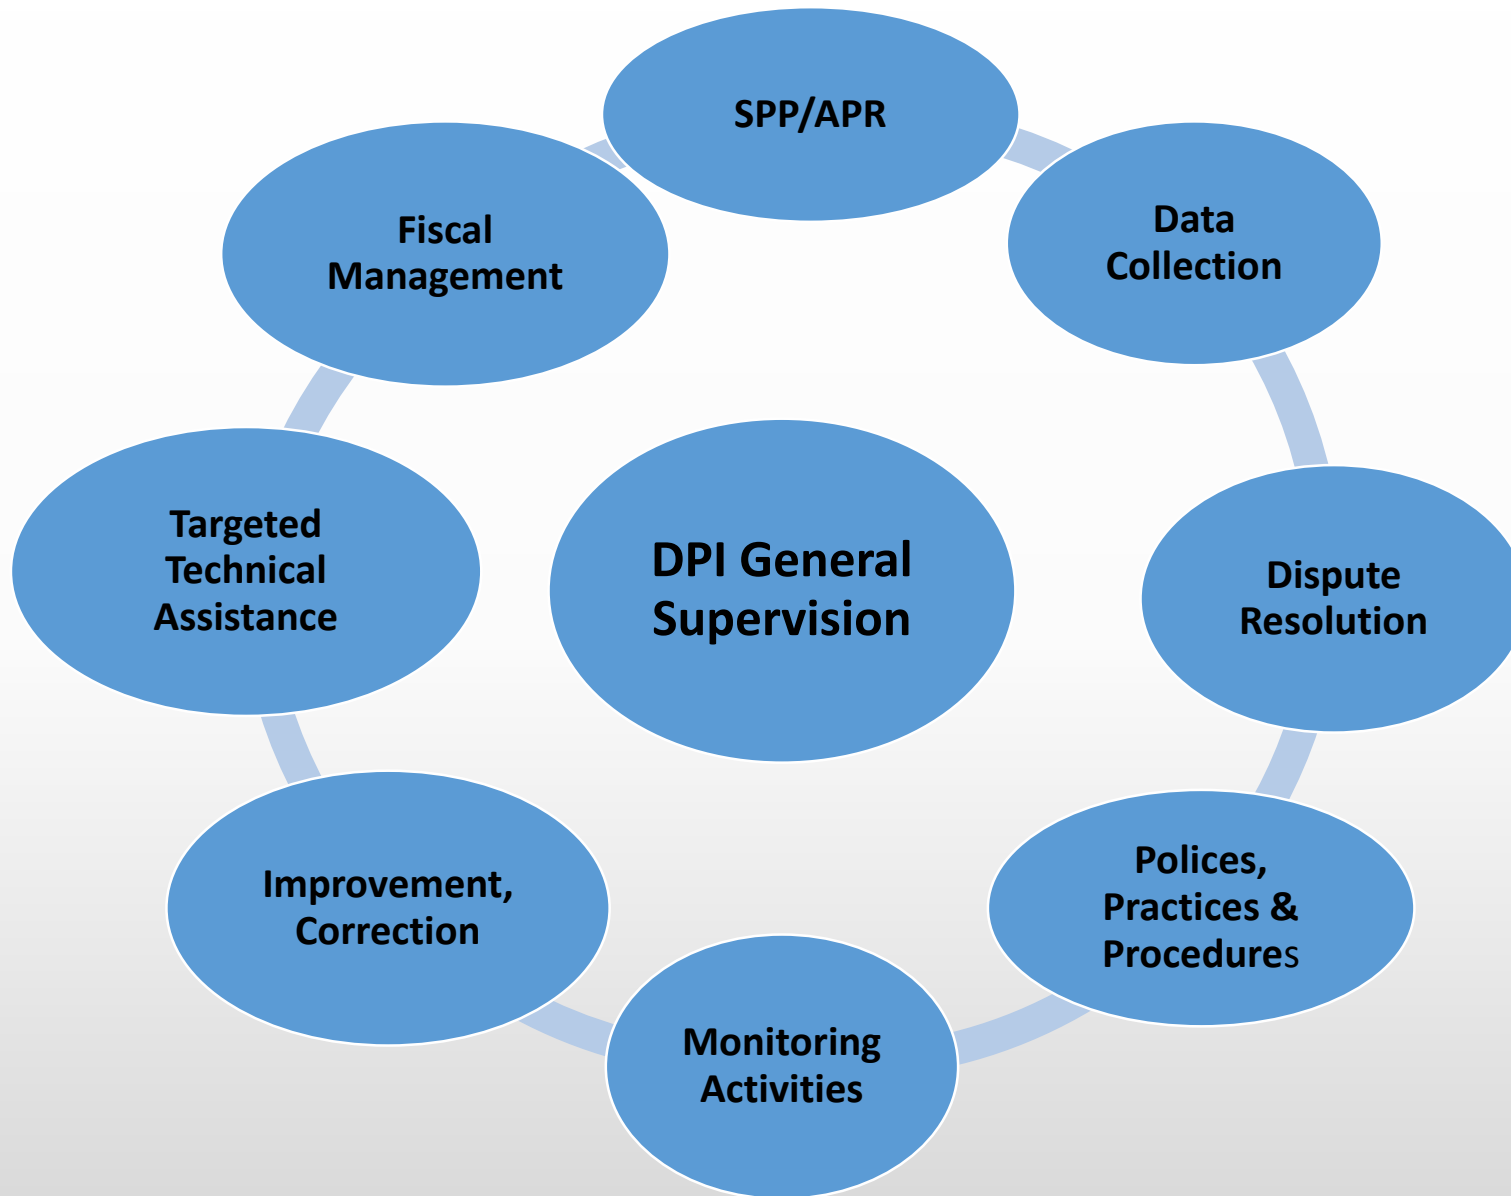 SPP/APR
Data
Collection
Dispute
Resolution
Polices,
Practices &
Procedures
Monitoring
Activities
Improvement,
Correction
Targeted
Technical
Assistance
Fiscal
Management
DPI General
Supervision